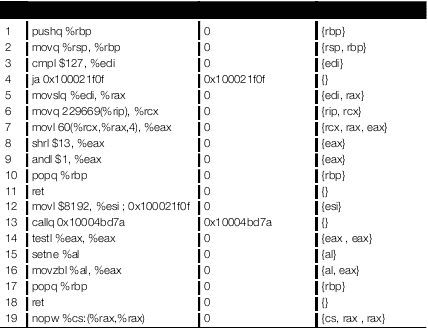 1 pushq %rbp 0 {rbp}
2 movq %rsp, %rbp 0 {rsp, rbp}
3 cmpl $127, %edi 0 {edi}
4 ja 0x100021f0f 0x100021f0f {}
5 movslq %edi, %rax 0 {edi, rax}
6 movq 229669(%rip), %rcx 0 {rip, rcx}
7 movl 60(%rcx,%rax,4), %eax 0 {rcx, rax, eax}
8 shrl $13, %eax 0 {eax}
9 andl $1, %eax 0 {eax}
10 popq %rbp 0 {rbp}
11 ret 0 {}
12 movl $8192, %esi ; 0x100021f0f 0 {esi}
13 callq 0x10004bd7a 0x10004bd7a {}
14 testl %eax, %eax 0 {eax , eax}
15 setne %al 0 {al}
16 movzbl %al, %eax 0 {al, eax}
17 popq %rbp 0 {rbp}
18 ret 0 {}
19 nopw %cs:(%rax,%rax) 0 {cs, rax , rax}